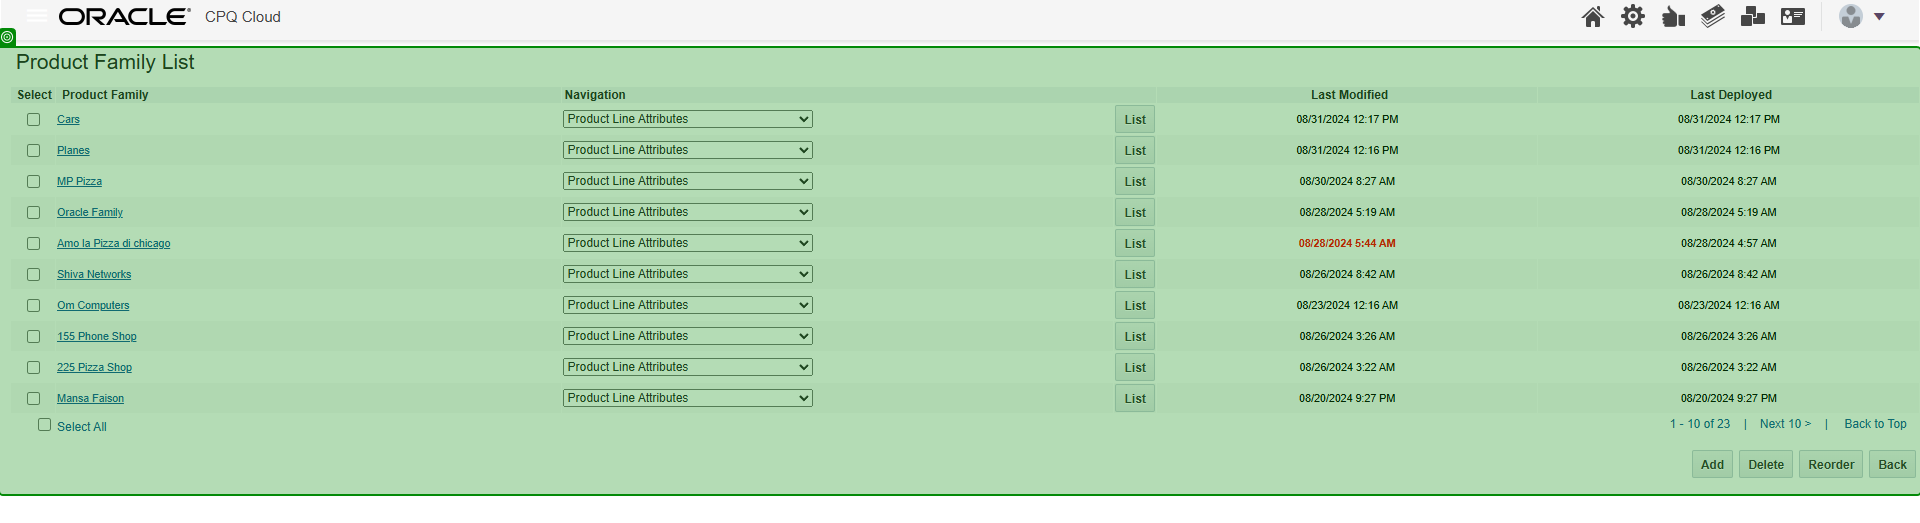 ORACLE® CPQ Cloud
Product Family List
Select Product Family Navigation Last Modified Last Deployed
Cars Product Line Attributes List 08/31/2024 12:17 PM 08/31/2024 12:17 PM
Planes Product Line Attributes List 08/31/2024 12:16 PM 08/31/2024 12:16 PM
MP Pizza Product Line Attributes List 08/30/2024 8:27 AM 08/30/2024 8:27 AM
Oracle Family Product Line Attributes List 08/28/2024 5:19 AM 08/28/2024 5:19 AM
Amo la Pizza di chicago Product Line Attributes List 08/28/2024 5:44 AM 08/28/2024 4:57 AM
Shiva Networks Product Line Attributes List 08/26/2024 8:42 AM 08/26/2024 8:42 AM
Om Computers Product Line Attributes List 08/23/2024 12:16 AM 08/23/2024 12:16 AM
155 Phone Shop Product Line Attributes List 08/26/2024 3:26 AM 08/26/2024 3:26 AM
225 Pizza Shop Product Line Attributes List 08/26/2024 3:22 AM 08/26/2024 3:22 AM
Mansa Faison Product Line Attributes List 08/20/2024 9:27 PM 08/20/2024 9:27 PM
Select All 1 - 10 of 23 | Next 10 > | Back to Top
Add Delete Reorder Back